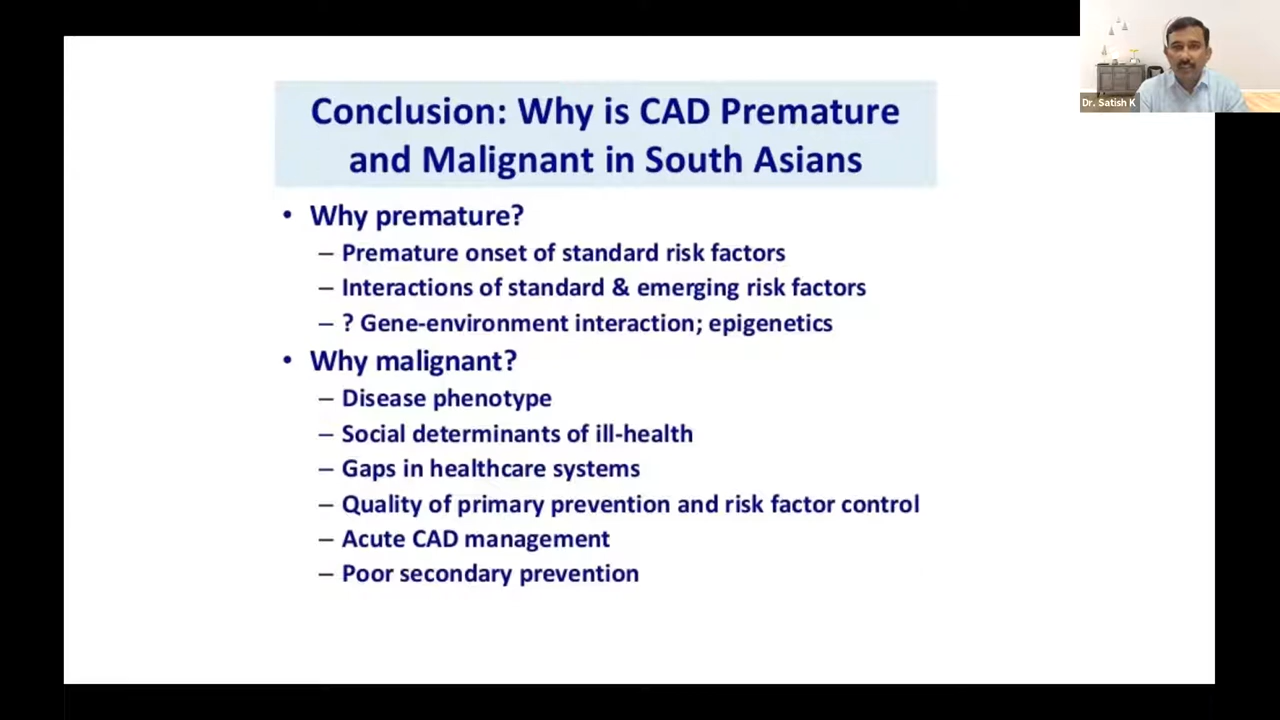 Dr. Satish K
Conclusion: Why is CAD Premature
and Malignant in South Asians
• Why premature?
– Premature onset of standard risk factors
– Interactions of standard & emerging risk factors
– ? Gene-environment interaction; epigenetics
• Why malignant?
– Disease phenotype
– Social determinants of ill-health
– Gaps in healthcare systems
– Quality of primary prevention and risk factor control
– Acute CAD management
– Poor secondary prevention